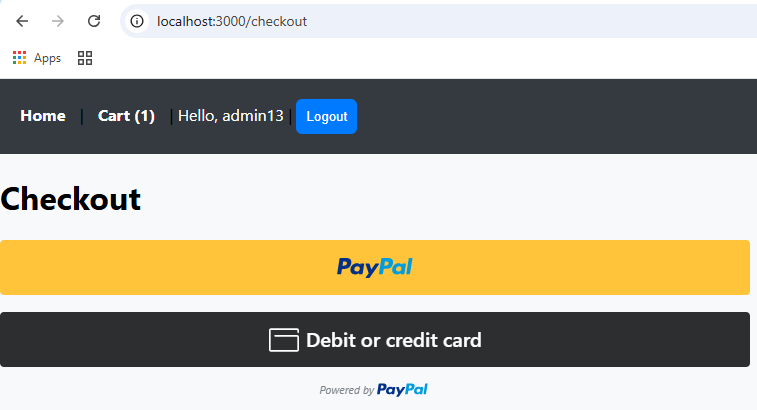 localhost:3000/checkout
Apps
Home | Cart (1) | Hello, admin13 | Logout
Checkout
PayPal
Debit or credit card
Powered by PayPal